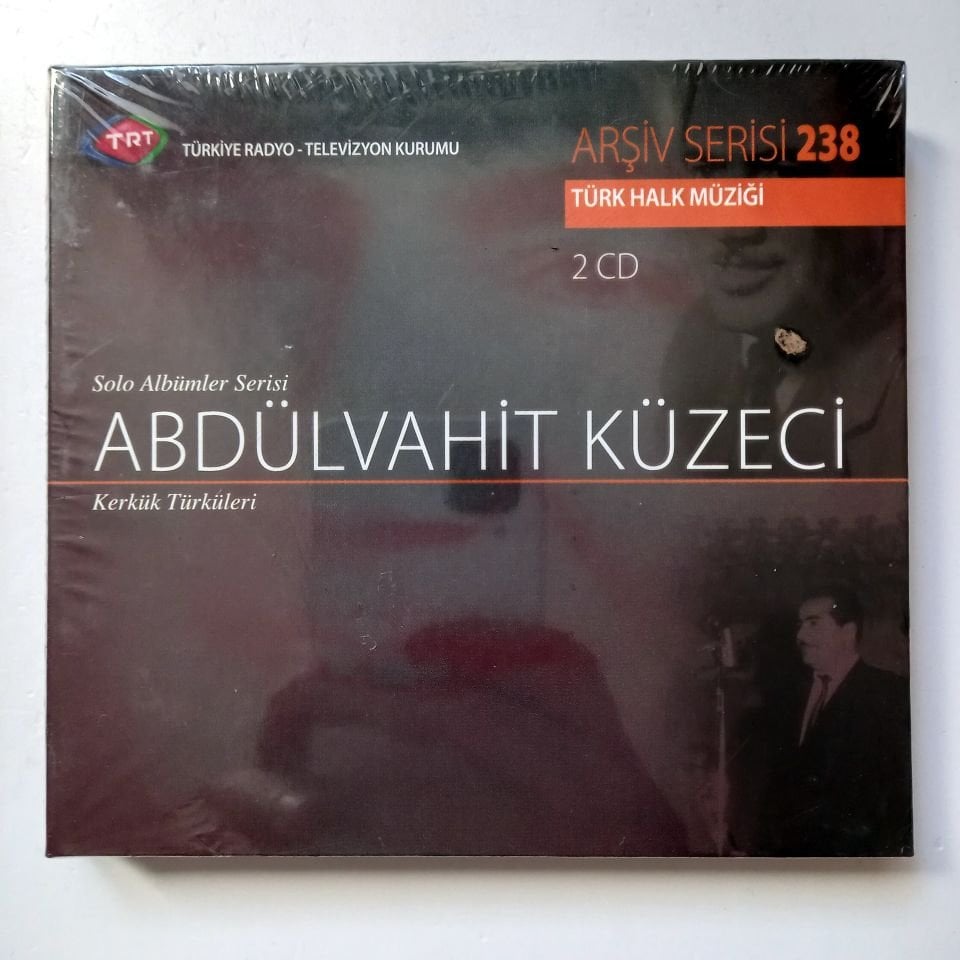 TRT
TÜRKİYE RADYO - TELEVİZYON KURUMU
ARŞİV SERİSİ 238
TÜRK HALK MÜZİĞİ
2 CD
Solo Albümler Serisi
ABDÜLVAHİT KÜZECİ
Kerkük Türküleri